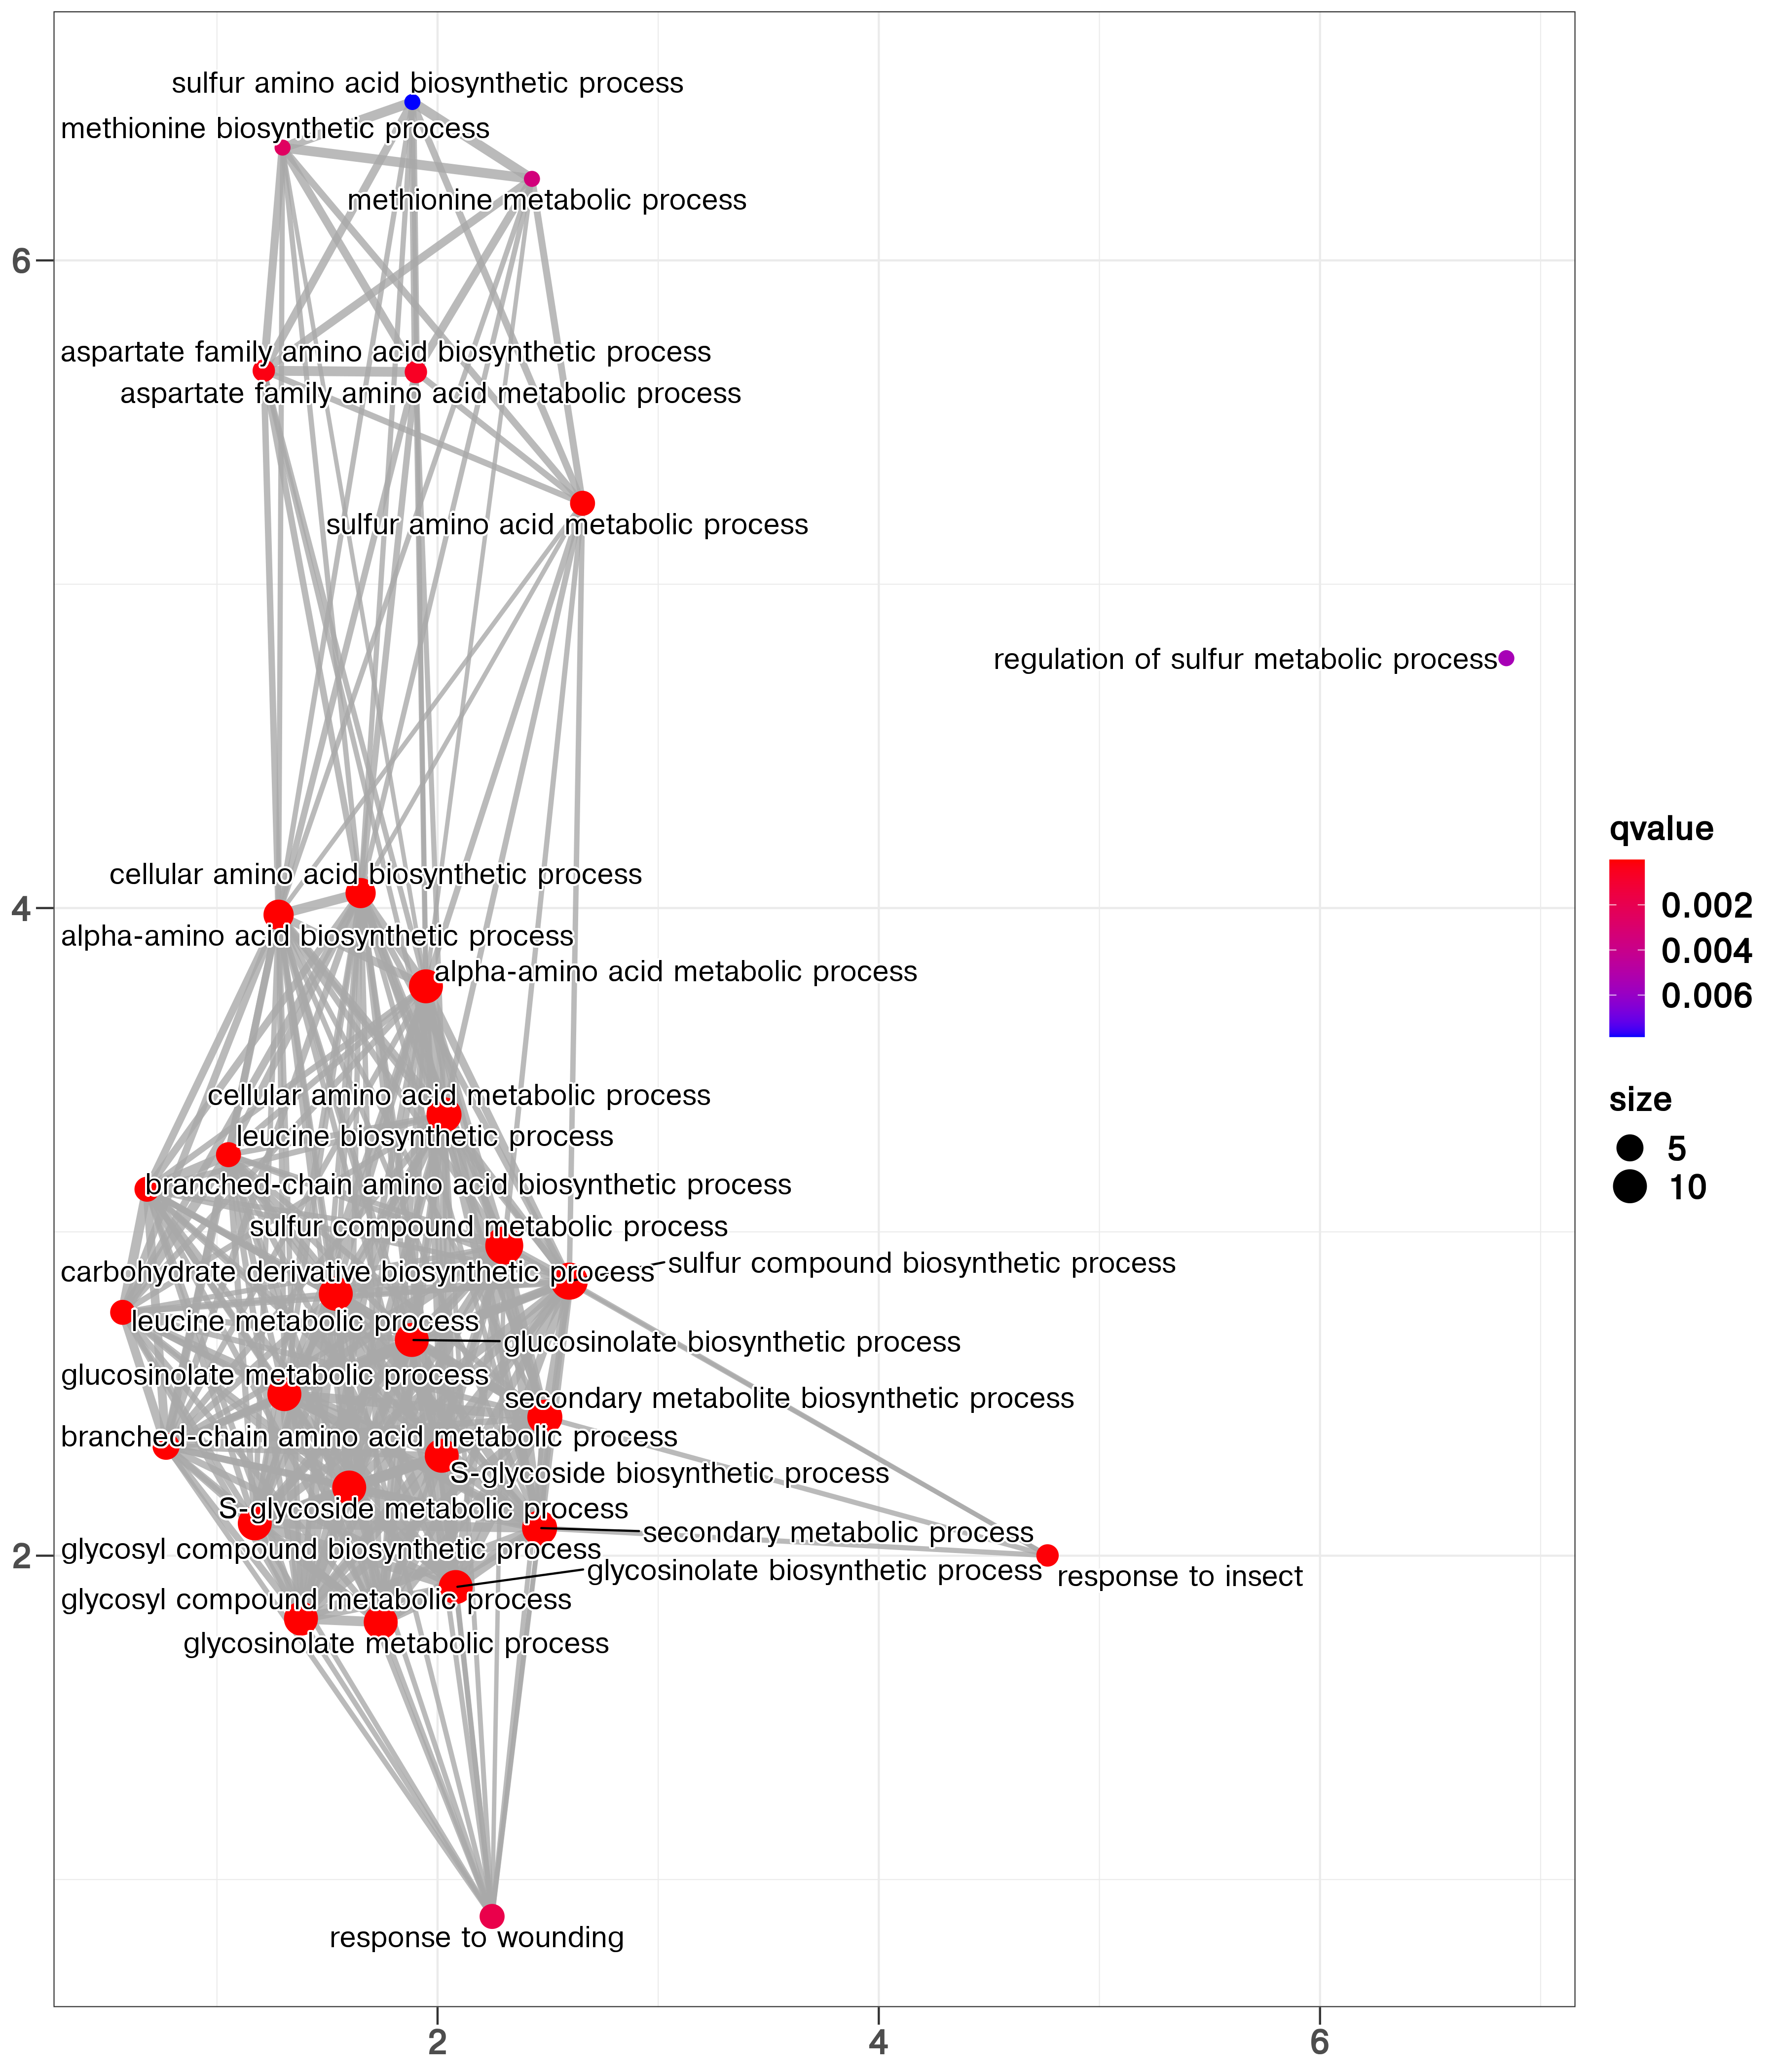 sulfur amino acid biosynthetic process
methionine biosynthetic process
methionine metabolic process
6
aspartate family amino acid biosynthetic process
aspartate family amino acid metabolic process
sulfur amino acid metabolic process
regulation of sulfur metabolic process
qvalue
0.002
0.004
0.006
size
5
10
cellular amino acid biosynthetic process
4
alpha-amino acid biosynthetic process
alpha-amino acid metabolic process
cellular amino acid metabolic process
leucine biosynthetic process
branched-chain amino acid biosynthetic process
sulfur compound metabolic process
sulfur compound biosynthetic process
carbohydrate derivative biosynthetic process
leucine metabolic process
glucosinolate biosynthetic process
glucosinolate metabolic process
secondary metabolite biosynthetic process
branched-chain amino acid metabolic process
S-glycoside biosynthetic process
S-glycoside metabolic process
secondary metabolic process
glycosyl compound biosynthetic process
2
glycosinolate biosynthetic process
response to insect
glycosyl compound metabolic process
glycosinolate metabolic process
response to wounding
2
4
6